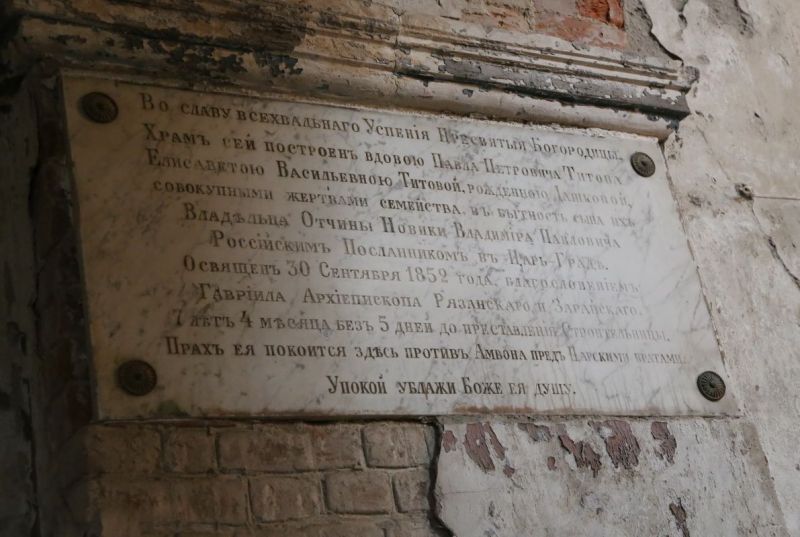 Во славу всехвальнаго Успенія Пресвятыя Богородицы,
Храмъ сей построенъ вдовою Павла Петровича Титова
Елисаветою Васильевною Титовой, рожденною Дашковой,
совокупными жертвами семейства, въ бытность сына ихъ
Владѣльца Отчины Новики Владиміра Павловича
Россійскимъ Посланникомъ въ Царь-Градѣ.
Освященъ 30 Сентября 1852 года, благословеніемъ
Гавріила Архіепископа Рязанскаго и Зарайскаго.
7 лѣтъ 4 мѣсяца безъ 5 дней до преставленія Строительницы.
Прахъ ея покоится здѣсь противъ Амвона предъ Царскими вратами.
Упокой ублажи Боже ея душу.